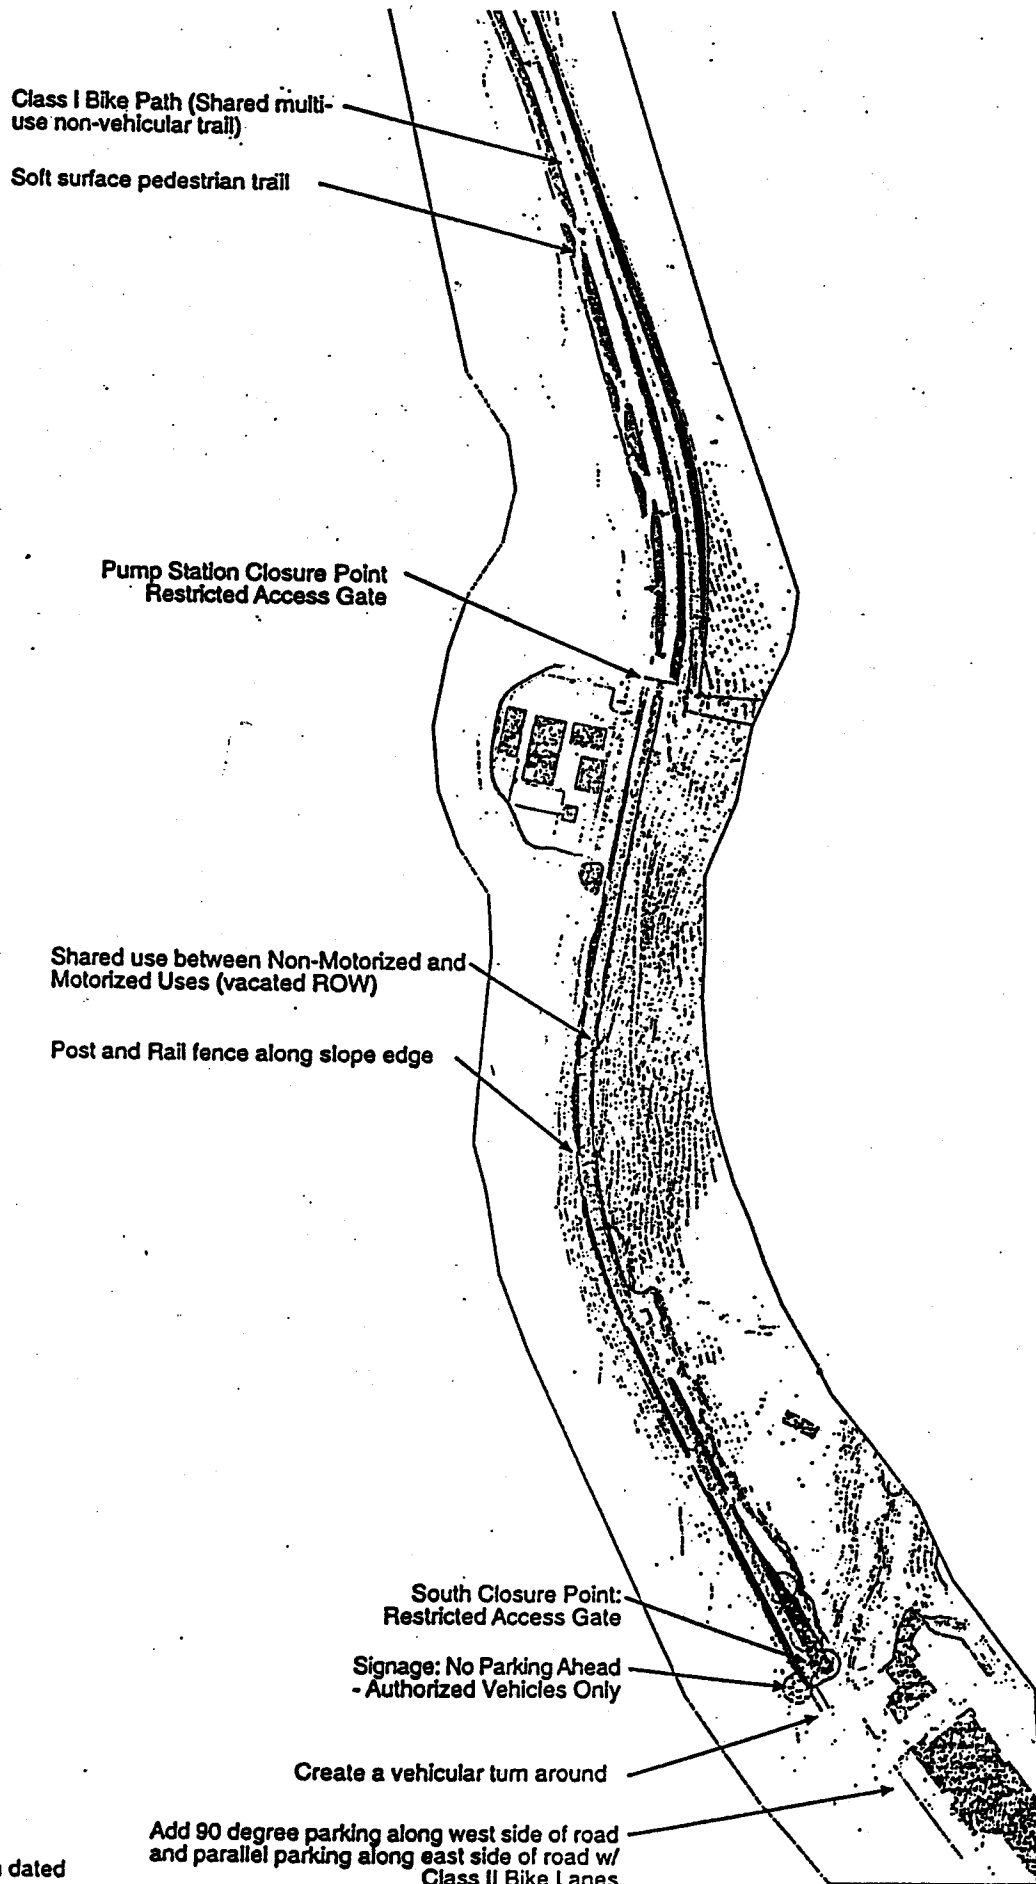 Class I Bike Path (Shared multi-
use non-vehicular trail)
Soft surface pedestrian trail
Pump Station Closure Point
Restricted Access Gate
Shared use between Non-Motorized and
Motorized Uses (vacated ROW)
Post and Rail fence along slope edge
South Closure Point:
Restricted Access Gate
Signage: No Parking Ahead
- Authorized Vehicles Only
Create a vehicular turn around
Add 90 degree parking along west side of road
and parallel parking along east side of road w/
Class II Bike Lanes
dated